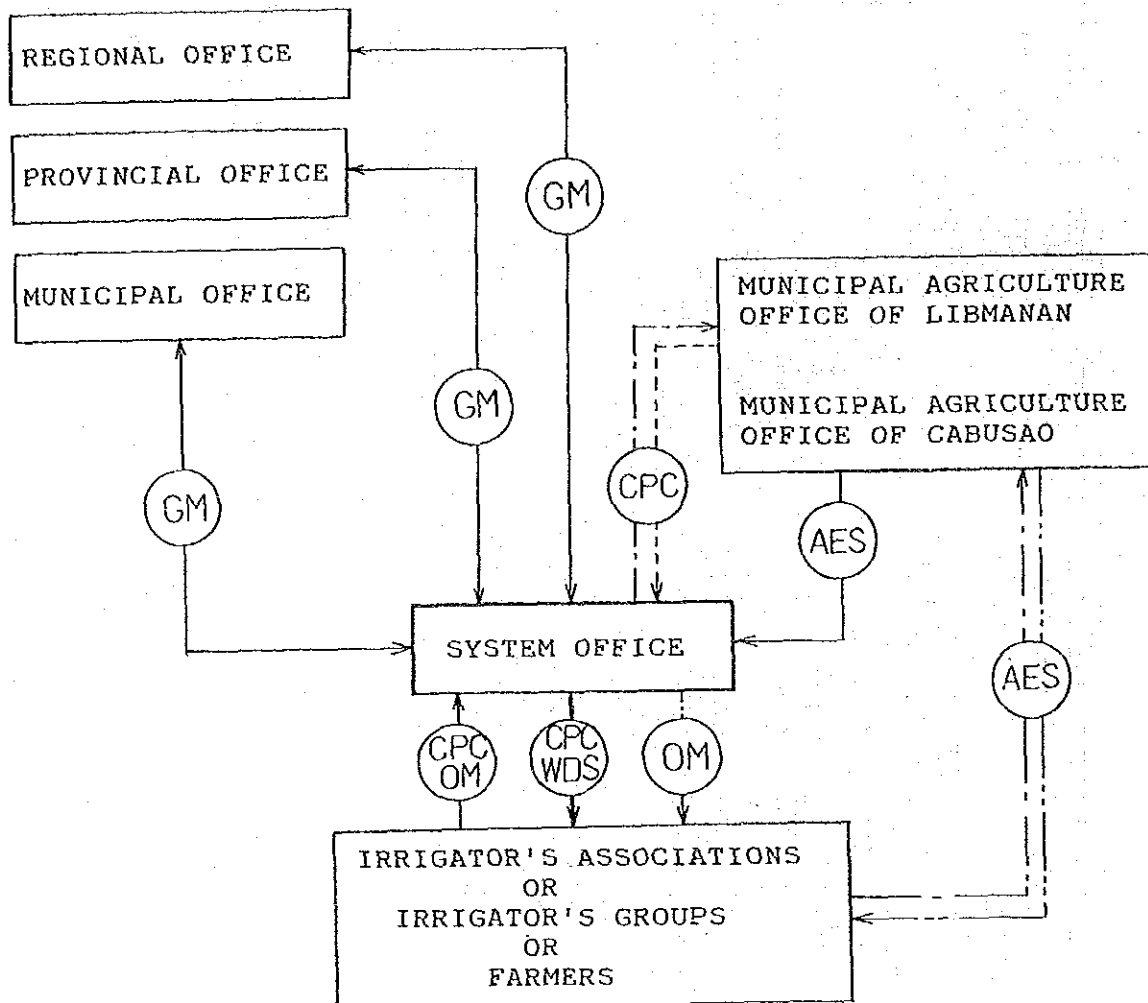 REGIONAL OFFICE
PROVINCIAL OFFICE
MUNICIPAL OFFICE
GM
GM
GM
MUNICIPAL AGRICULTURE
OFFICE OF LIBMANAN
MUNICIPAL AGRICULTURE
OFFICE OF CABUSAO
CPC
AES
SYSTEM OFFICE
AES
CPC
OM
CPC
WDS
OM
IRRIGATOR'S ASSOCIATIONS
OR
IRRIGATOR'S GROUPS
OR
FARMERS